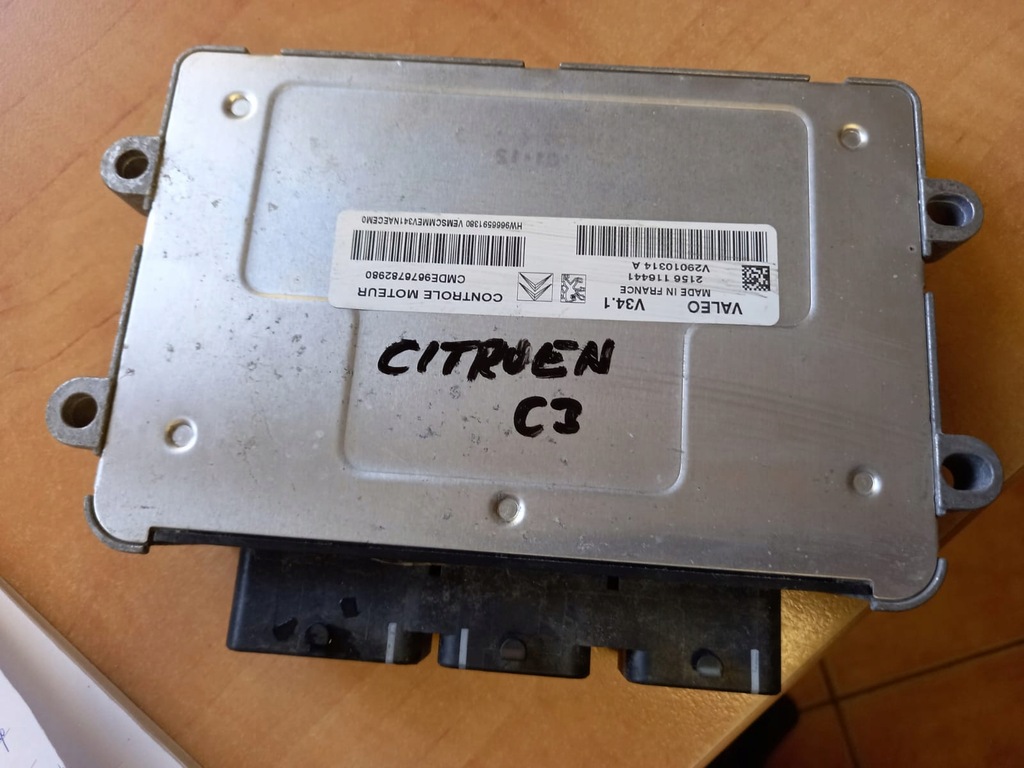 VALEO V34.1 CONTROLE MOTEUR
MADE IN FRANCE
2156 116441 CMDE9676782980
V29010314 A
HW9666591380 VEMSCMMEV341NAECEM0
CITROEN
C3